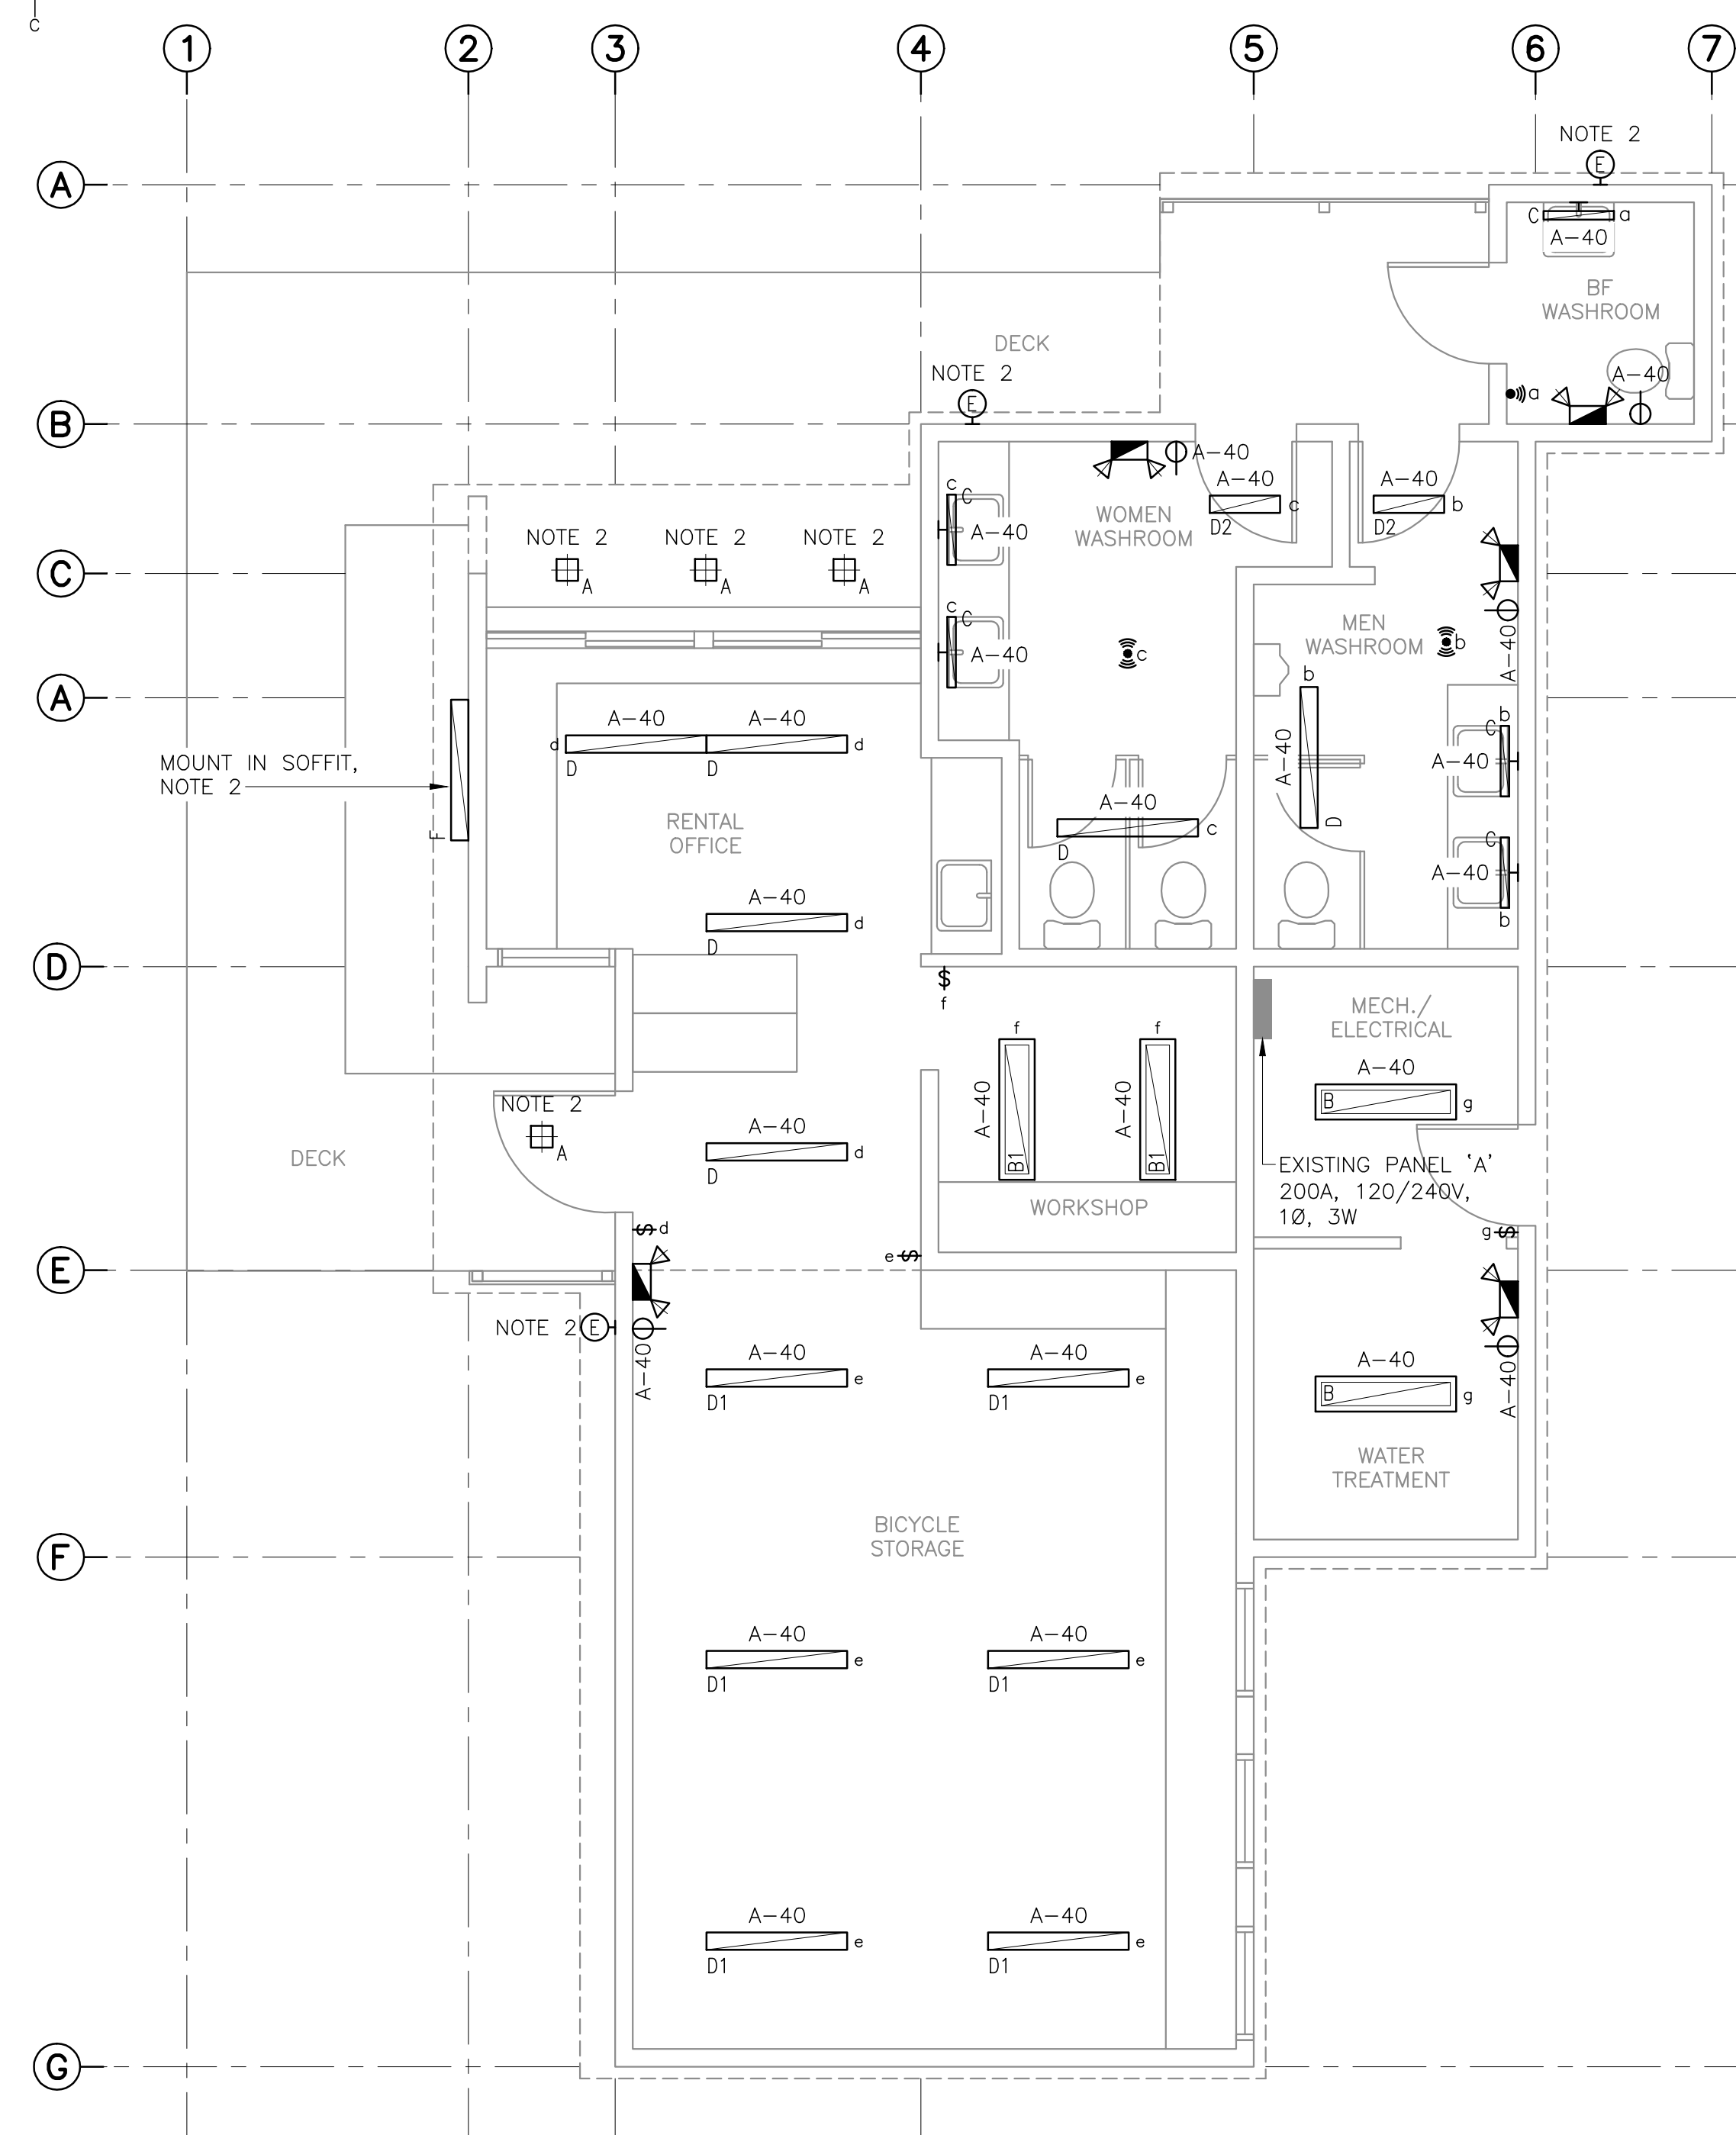 C
1 2 3 4 5 6 7
NOTE 2
E
A
C a
A-40
BF
WASHROOM
DECK
NOTE 2
E
A-40
a
B
A-40
A-40 A-40
c b
D2 D2
c
C
A-40
WOMEN
WASHROOM
NOTE 2 NOTE 2 NOTE 2
A A A
C
c
C
A-40
MEN
WASHROOM
c
b
A-40
A
b
A-40
D
b
C
A-40
d A-40 A-40 d
D D
MOUNT IN SOFFIT,
NOTE 2
F
RENTAL
OFFICE
A-40
c
D
C
A-40
b
A-40
d
D
D
$
f
MECH./
ELECTRICAL
f f
A-40 A-40
B1 B1
A-40
B g
NOTE 2
A
A-40
d
D
DECK
EXISTING PANEL 'A'
200A, 120/240V,
1Ø, 3W
WORKSHOP
$ d
e $
g $
E
NOTE 2 E
A-40
A-40 A-40
e e
D1 D1
A-40
B g
A-40
WATER
TREATMENT
BICYCLE
STORAGE
F
A-40 A-40
e e
D1 D1
A-40 A-40
e e
D1 D1
G